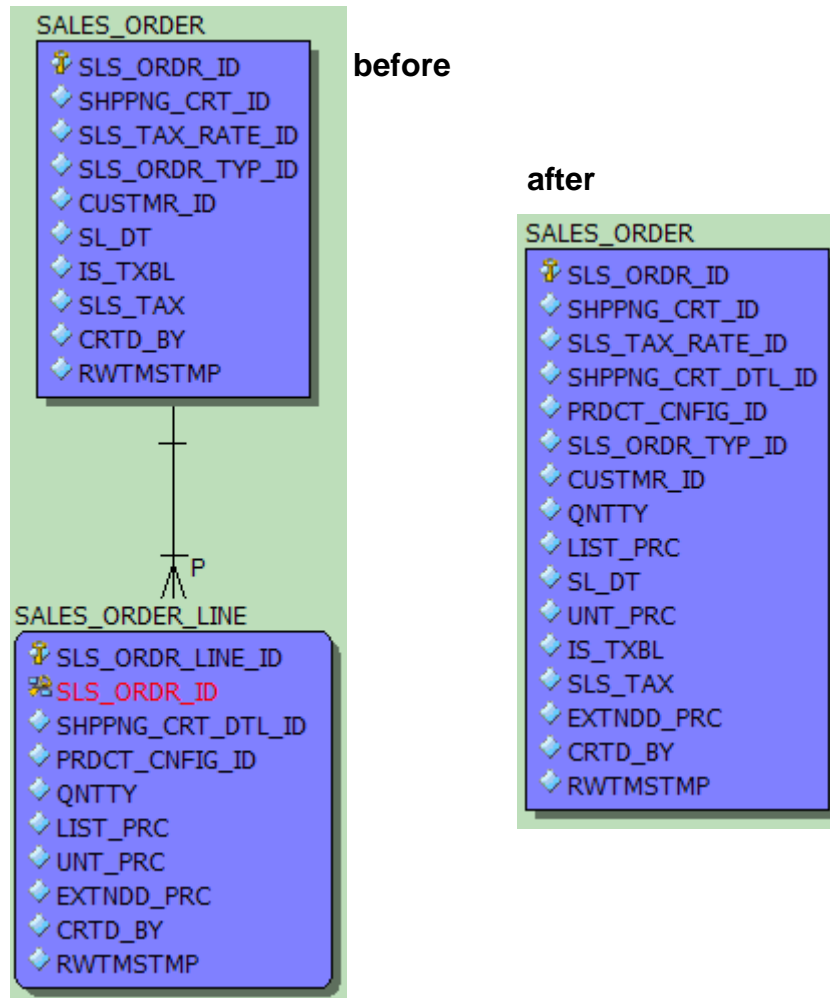 SALES_ORDER
SLS_ORDR_ID
SHPPNG_CRT_ID
SLS_TAX_RATE_ID
SLS_ORDR_TYP_ID
CUSTMR_ID
SL_DT
IS_TXBL
SLS_TAX
CRTD_BY
RWTMSTMP
before
P
SALES_ORDER_LINE
SLS_ORDR_LINE_ID
SLS_ORDR_ID
SHPPNG_CRT_DTL_ID
PRDCT_CNFIG_ID
QNTTY
LIST_PRC
UNT_PRC
EXTNDD_PRC
CRTD_BY
RWTMSTMP
after
SALES_ORDER
SLS_ORDR_ID
SHPPNG_CRT_ID
SLS_TAX_RATE_ID
SHPPNG_CRT_DTL_ID
PRDCT_CNFIG_ID
SLS_ORDR_TYP_ID
CUSTMR_ID
QNTTY
LIST_PRC
SL_DT
UNT_PRC
IS_TXBL
SLS_TAX
EXTNDD_PRC
CRTD_BY
RWTMSTMP